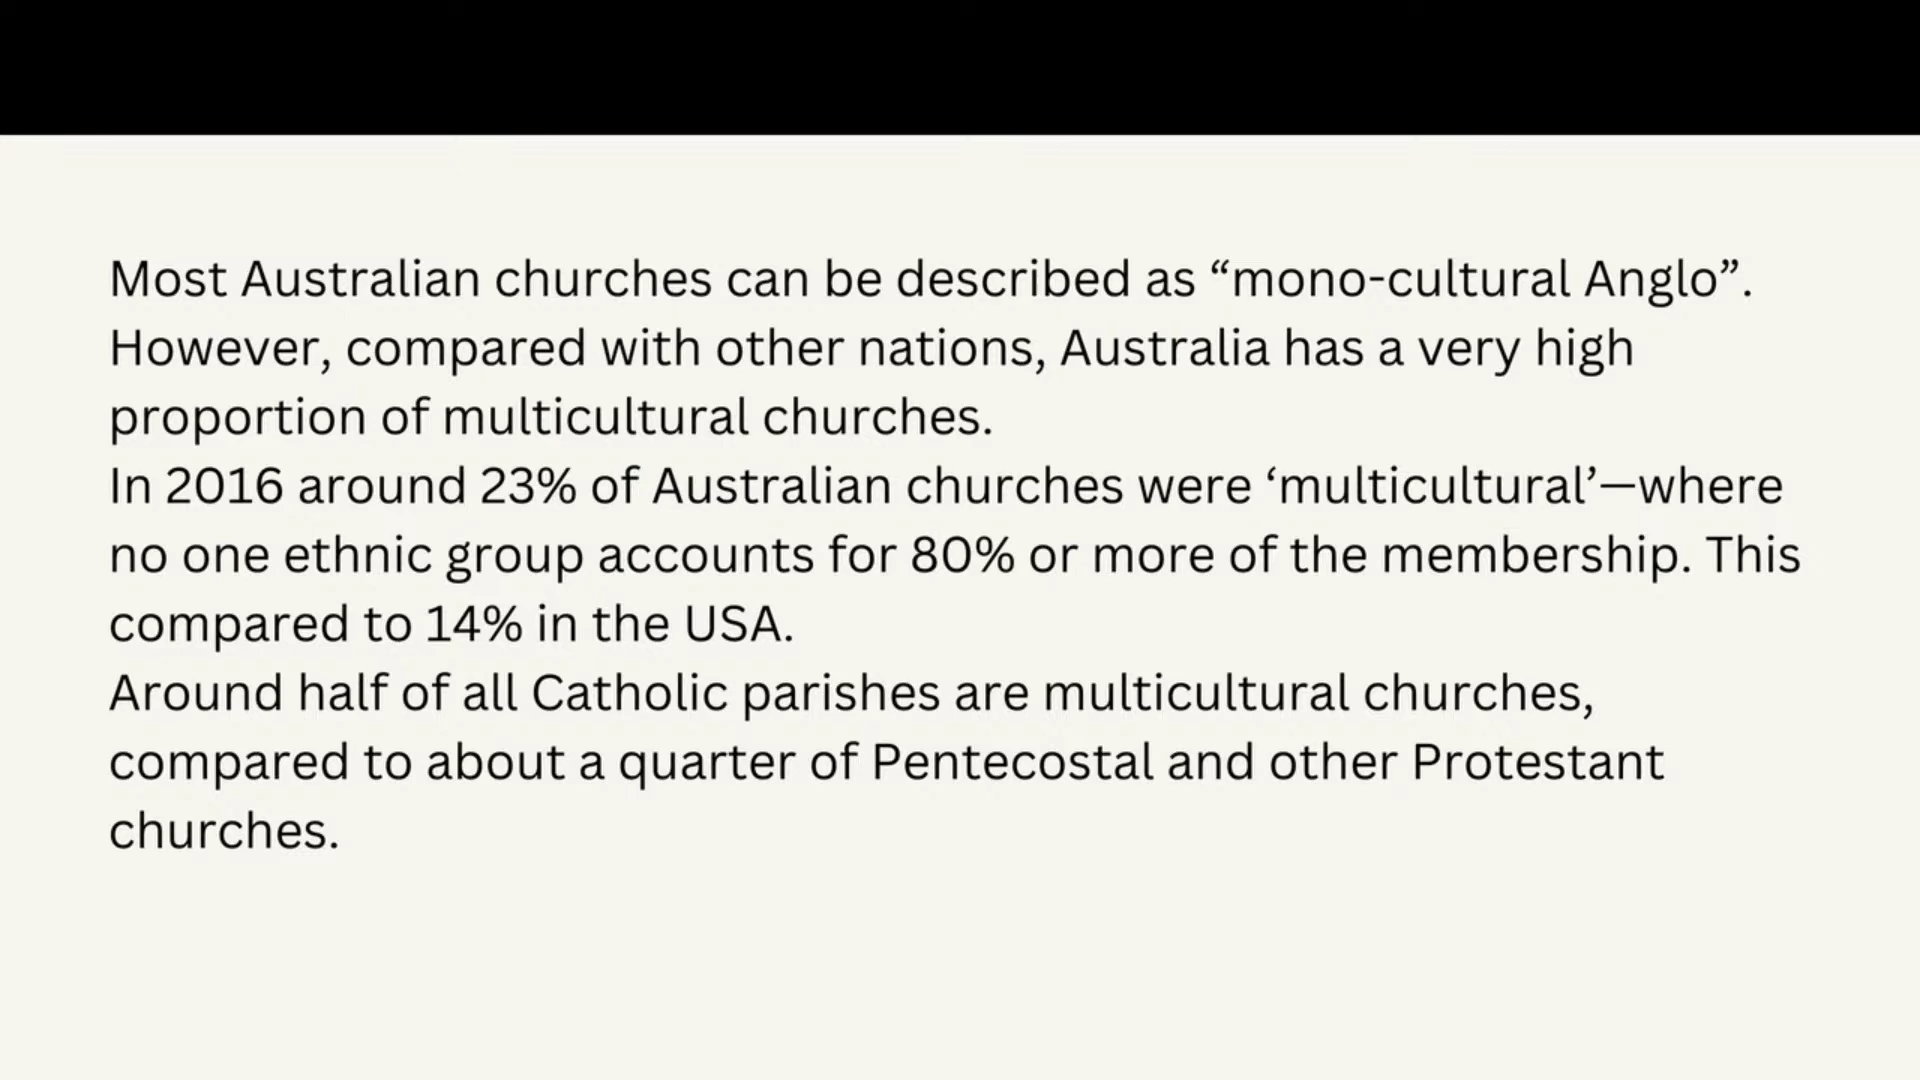 Most Australian churches can be described as “mono-cultural Anglo”.
However, compared with other nations, Australia has a very high
proportion of multicultural churches.
In 2016 around 23% of Australian churches were ‘multicultural’—where
no one ethnic group accounts for 80% or more of the membership. This
compared to 14% in the USA.
Around half of all Catholic parishes are multicultural churches,
compared to about a quarter of Pentecostal and other Protestant
churches.